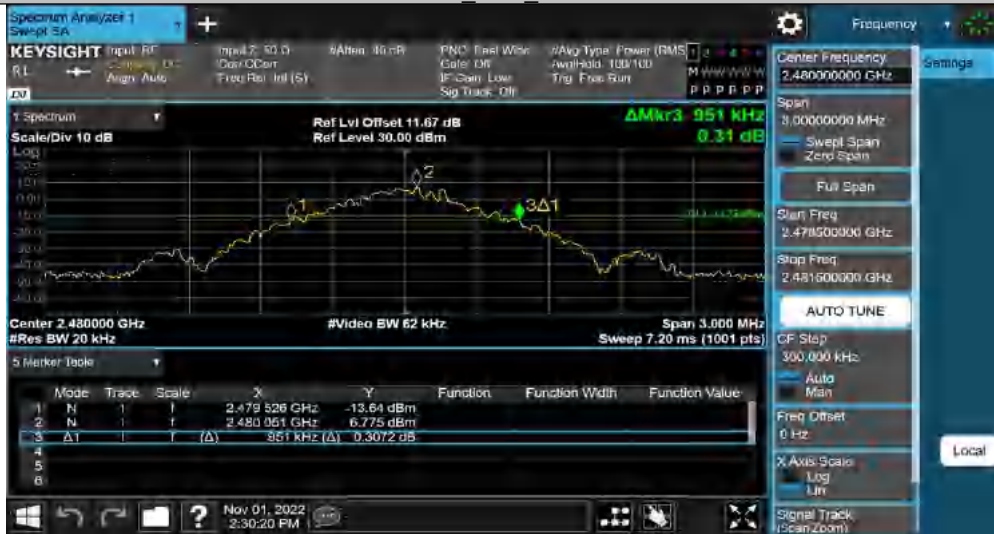 Spectrum Analyzer 1
Swept SA
+
Frequency
KEYSIGHT Input: RF
RL
Align: Auto
Input Z: 50 Ω
Corr CCorr
Freq Ref: Int (S)
#Atten: 40 dB
PNO: Fast Wide
Gate: Off
IF Gain: Low
Sig Track: Off
#Avg Type: Power (RMS
Avg|Hold: 100/100
Trig: Free Run
M W W W W W
P P P P P P
Center Frequency
2.480000000 GHz
Settings
Span
3.00000000 MHz
Swept Span
Zero Span
Full Span
Start Freq
2.478500000 GHz
Stop Freq
2.481500000 GHz
AUTO TUNE
CF Step
300.000 kHz
Auto
Man
Freq Offset
0 Hz
X Axis Scale
Log
Lin
Signal Track
(Span Zoom)
Local
1 Spectrum
Scale/Div 10 dB
Ref Lvl Offset 11.67 dB
Ref Level 30.00 dBm
ΔMkr3 951 kHz
0.31 dB
Log
1
2
3Δ1
Center 2.480000 GHz
#Res BW 20 kHz
#Video BW 62 kHz
Span 3.000 MHz
Sweep 7.20 ms (1001 pts)
5 Marker Table
Mode Trace Scale X Y Function Function Width Function Value
1 N 1 f 2.479 526 GHz -13.64 dBm
2 N 1 f 2.480 051 GHz 6.775 dBm
3 Δ1 1 f (Δ) 951 kHz (Δ) 0.3072 dB
4
5
6
?
Nov 01, 2022
2:30:20 PM